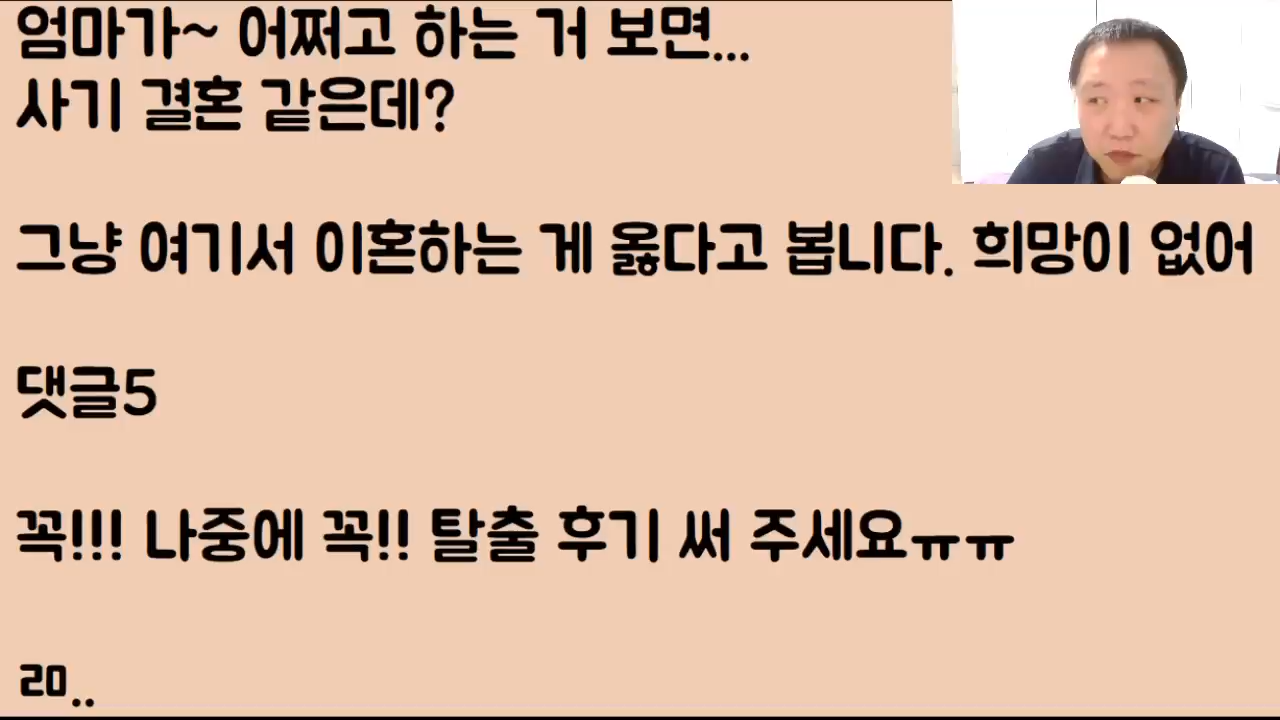 엄마가~ 어쩌고 하는 거 보면...
사기 결혼 같은데?
그냥 여기서 이혼하는 게 옳다고 봅니다. 희망이 없어
댓글5
꼭!!! 나중에 꼭!! 탈출 후기 써 주세요ㅠㅠ
ㄻ..